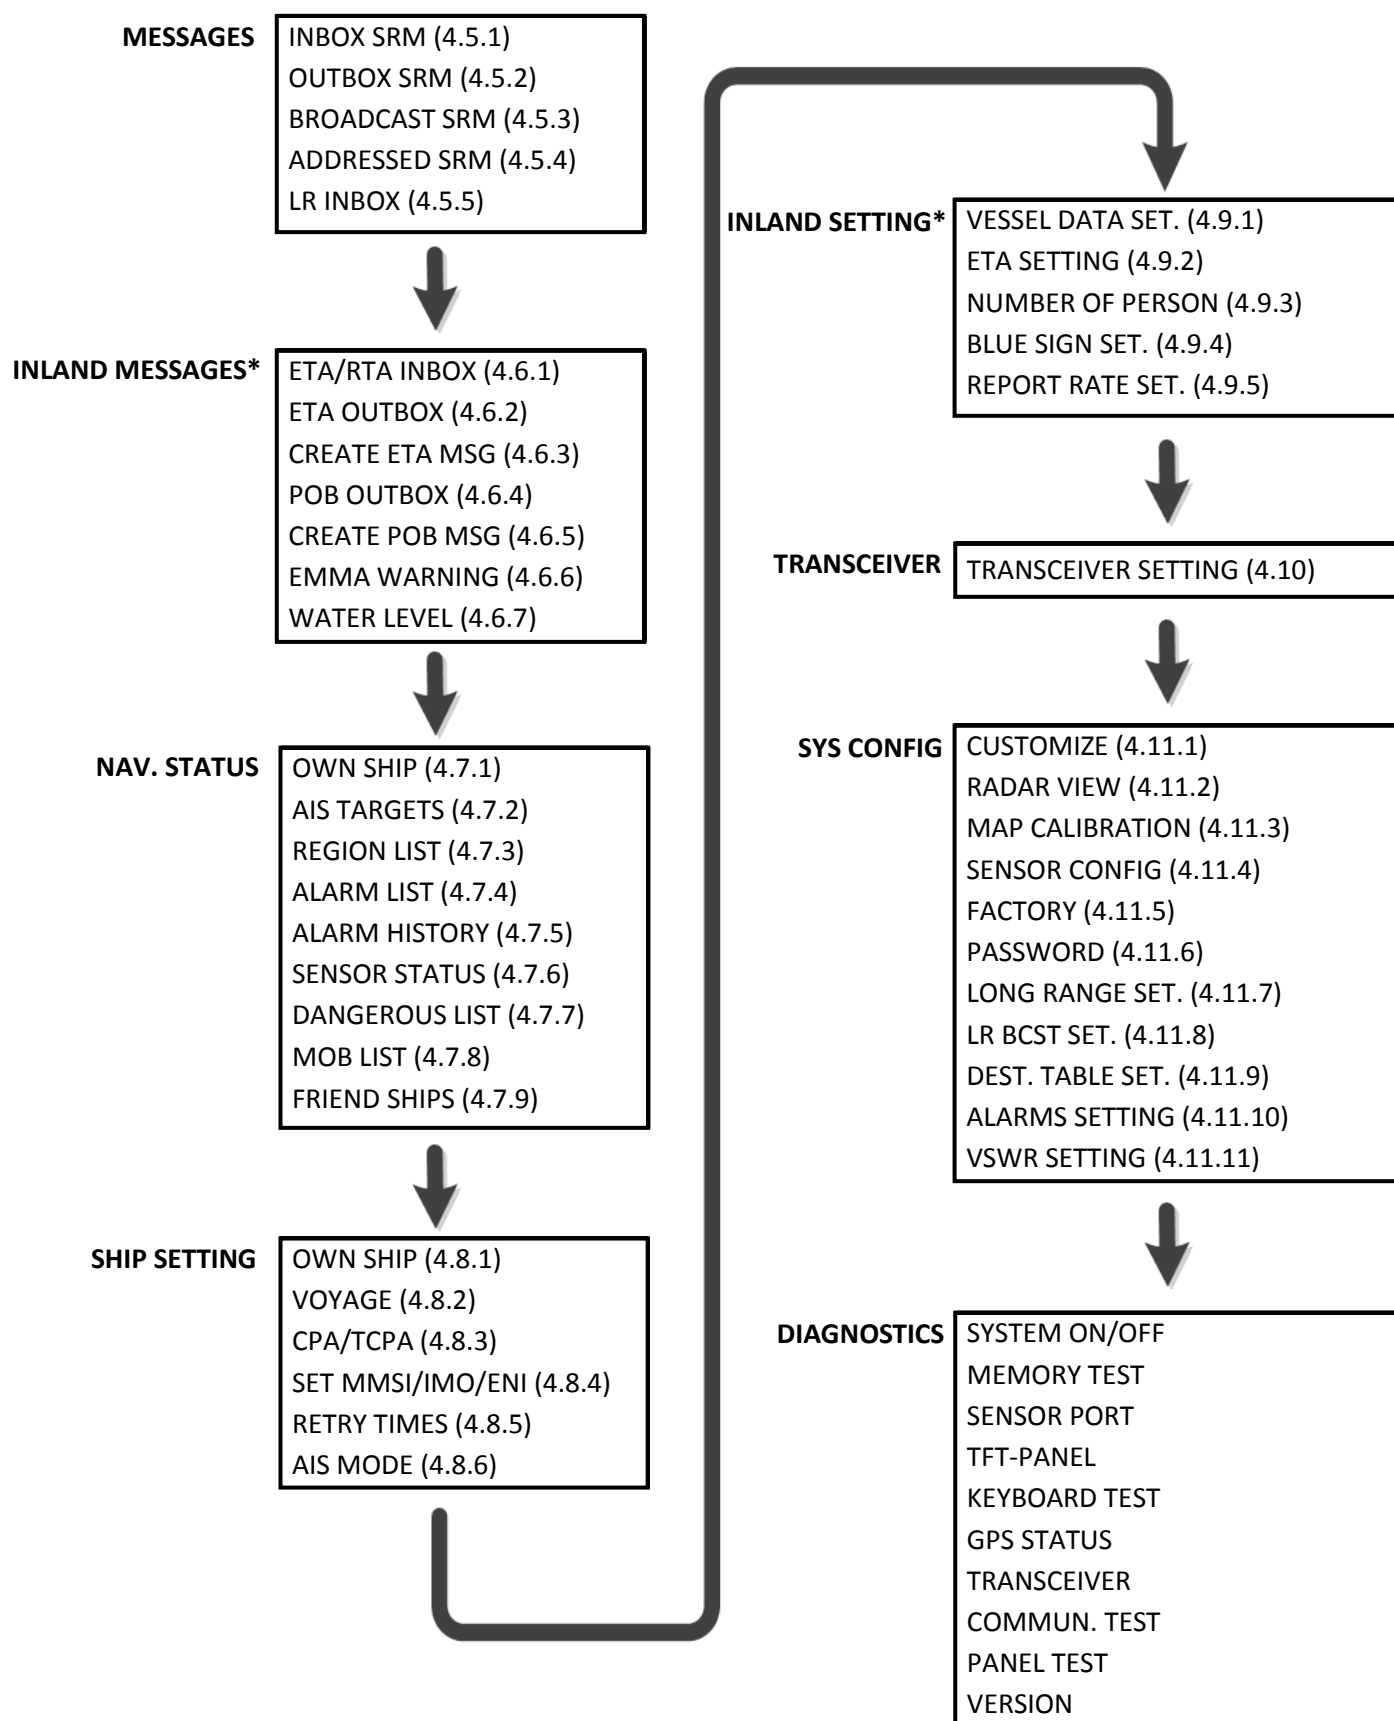 MESSAGES
INBOX SRM (4.5.1)
OUTBOX SRM (4.5.2)
BROADCAST SRM (4.5.3)
ADDRESSED SRM (4.5.4)
LR INBOX (4.5.5)
INLAND MESSAGES*
ETA/RTA INBOX (4.6.1)
ETA OUTBOX (4.6.2)
CREATE ETA MSG (4.6.3)
POB OUTBOX (4.6.4)
CREATE POB MSG (4.6.5)
EMMA WARNING (4.6.6)
WATER LEVEL (4.6.7)
NAV. STATUS
OWN SHIP (4.7.1)
AIS TARGETS (4.7.2)
REGION LIST (4.7.3)
ALARM LIST (4.7.4)
ALARM HISTORY (4.7.5)
SENSOR STATUS (4.7.6)
DANGEROUS LIST (4.7.7)
MOB LIST (4.7.8)
FRIEND SHIPS (4.7.9)
SHIP SETTING
OWN SHIP (4.8.1)
VOYAGE (4.8.2)
CPA/TCPA (4.8.3)
SET MMSI/IMO/ENI (4.8.4)
RETRY TIMES (4.8.5)
AIS MODE (4.8.6)
INLAND SETTING*
VESSEL DATA SET. (4.9.1)
ETA SETTING (4.9.2)
NUMBER OF PERSON (4.9.3)
BLUE SIGN SET. (4.9.4)
REPORT RATE SET. (4.9.5)
TRANSCEIVER
TRANSCEIVER SETTING (4.10)
SYS CONFIG
CUSTOMIZE (4.11.1)
RADAR VIEW (4.11.2)
MAP CALIBRATION (4.11.3)
SENSOR CONFIG (4.11.4)
FACTORY (4.11.5)
PASSWORD (4.11.6)
LONG RANGE SET. (4.11.7)
LR BCST SET. (4.11.8)
DEST. TABLE SET. (4.11.9)
ALARMS SETTING (4.11.10)
VSWR SETTING (4.11.11)
DIAGNOSTICS
SYSTEM ON/OFF
MEMORY TEST
SENSOR PORT
TFT-PANEL
KEYBOARD TEST
GPS STATUS
TRANSCEIVER
COMMUN. TEST
PANEL TEST
VERSION